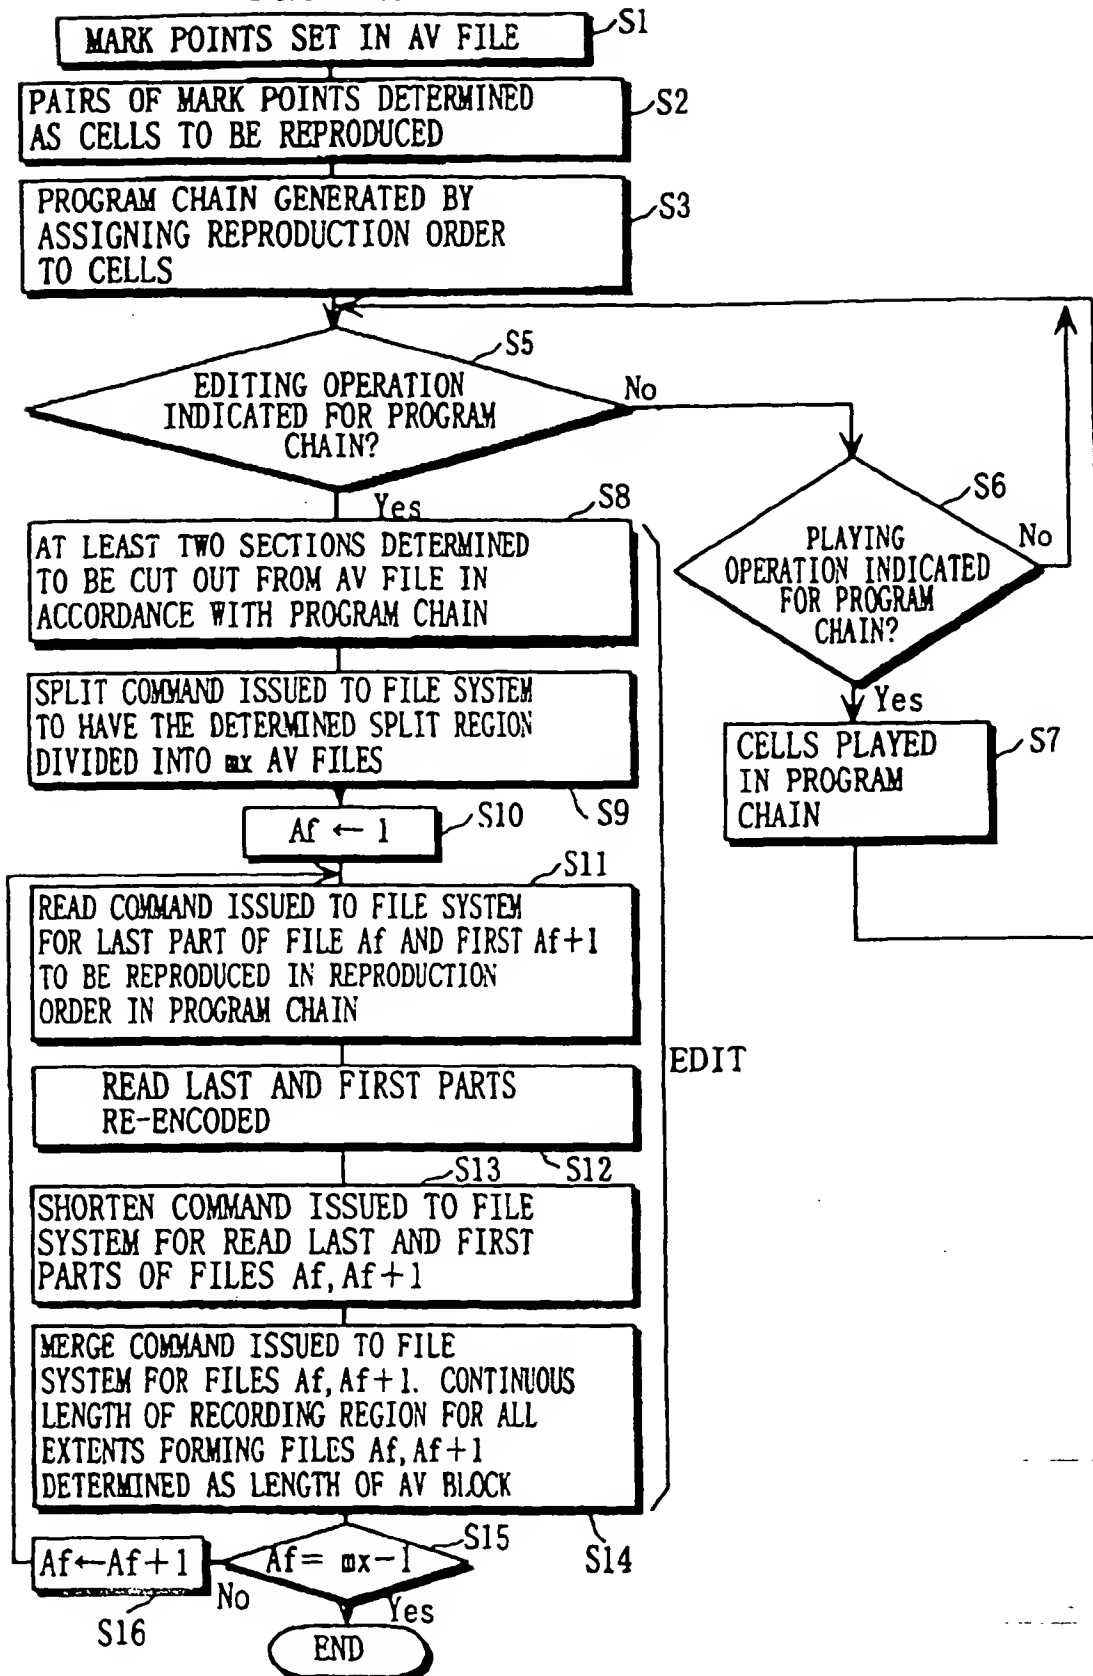 MARK POINTS SET IN AV FILE
S1
PAIRS OF MARK POINTS DETERMINED
AS CELLS TO BE REPRODUCED
S2
PROGRAM CHAIN GENERATED BY
ASSIGNING REPRODUCTION ORDER
TO CELLS
S3
S5
EDITING OPERATION
INDICATED FOR PROGRAM
CHAIN?
No
Yes
S6
PLAYING
OPERATION INDICATED
FOR PROGRAM
CHAIN?
No
Yes
CELLS PLAYED
IN PROGRAM
CHAIN
S7
S8
AT LEAST TWO SECTIONS DETERMINED
TO BE CUT OUT FROM AV FILE IN
ACCORDANCE WITH PROGRAM CHAIN
SPLIT COMMAND ISSUED TO FILE SYSTEM
TO HAVE THE DETERMINED SPLIT REGION
DIVIDED INTO mx AV FILES
S9
Af ← 1
S10
S11
READ COMMAND ISSUED TO FILE SYSTEM
FOR LAST PART OF FILE Af AND FIRST Af+1
TO BE REPRODUCED IN REPRODUCTION
ORDER IN PROGRAM CHAIN
EDIT
READ LAST AND FIRST PARTS
RE-ENCODED
S12
S13
SHORTEN COMMAND ISSUED TO FILE
SYSTEM FOR READ LAST AND FIRST
PARTS OF FILES Af, Af+1
MERGE COMMAND ISSUED TO FILE
SYSTEM FOR FILES Af, Af+1. CONTINUOUS
LENGTH OF RECORDING REGION FOR ALL
EXTENTS FORMING FILES Af, Af+1
DETERMINED AS LENGTH OF AV BLOCK
S14
S15
Af= mx-1
No
Yes
Af←Af+1
S16
END